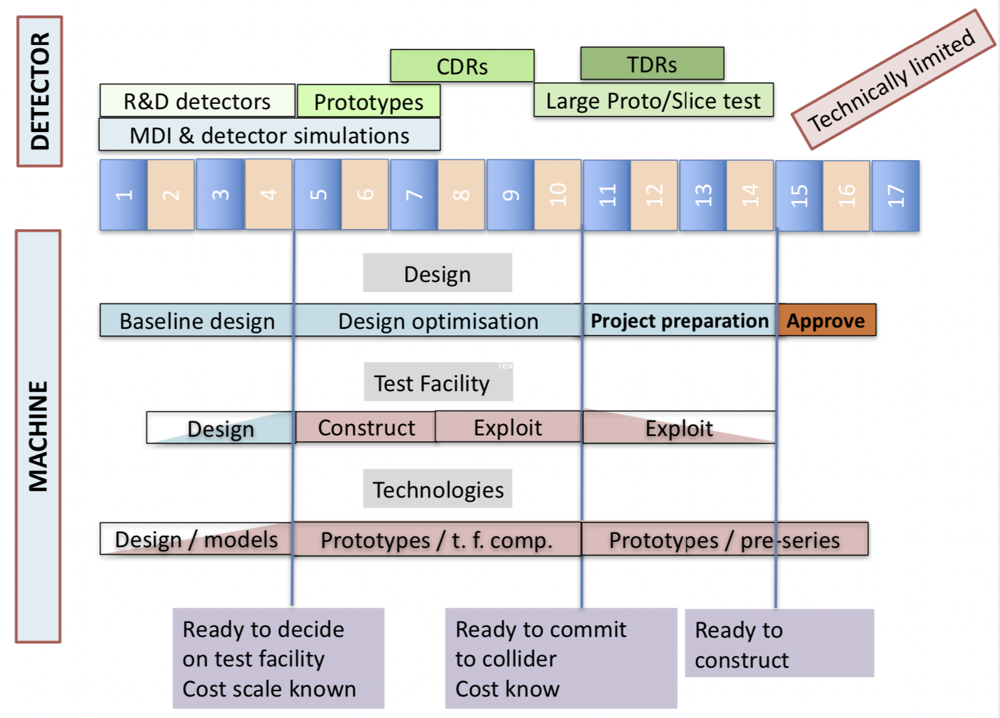 DETECTOR
Technically limited
CDRs
TDRs
R&D detectors
Prototypes
Large Proto/Slice test
MDI & detector simulations
1 2 3 4 5 6 7 8 9 10 11 12 13 14 15 16 17
MACHINE
Design
Baseline design
Design optimisation
Project preparation
Approve
Tex
Test Facility
Design
Construct
Exploit
Exploit
Technologies
Design / models
Prototypes / t. f. comp.
Prototypes / pre-series
Ready to decide
on test facility
Cost scale known
Ready to commit
to collider
Cost know
Ready to
construct